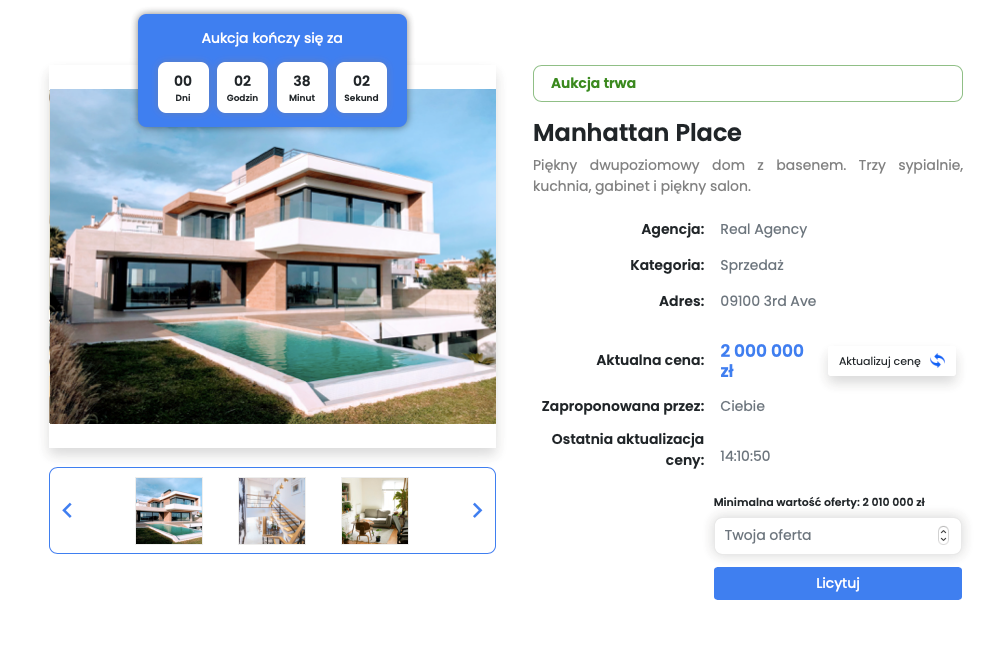 Aukcja kończy się za
00 02 38 02
Dni Godzin Minut Sekund
Aukcja trwa
Manhattan Place
Piękny dwupoziomowy dom z basenem. Trzy sypialnie,
kuchnia, gabinet i piękny salon.
Agencja: Real Agency
Kategoria: Sprzedaż
Adres: 09100 3rd Ave
Aktualna cena: 2 000 000
zł
Aktualizuj cenę
Zaproponowana przez: Ciebie
Ostatnia aktualizacja
ceny: 14:10:50
Minimalna wartość oferty: 2 010 000 zł
Twoja oferta
Licytuj